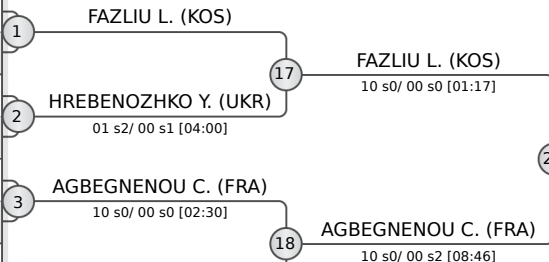 FAZLIU L. (KOS)
1
FAZLIU L. (KOS)
17
10 s0/ 00 s0 [01:17]
HREBENOZHKO Y. (UKR)
2
01 s2/ 00 s1 [04:00]
AGBEGNENOU C. (FRA)
3
10 s0/ 00 s0 [02:30]
AGBEGNENOU C. (FRA)
18
10 s0/ 00 s2 [08:46]